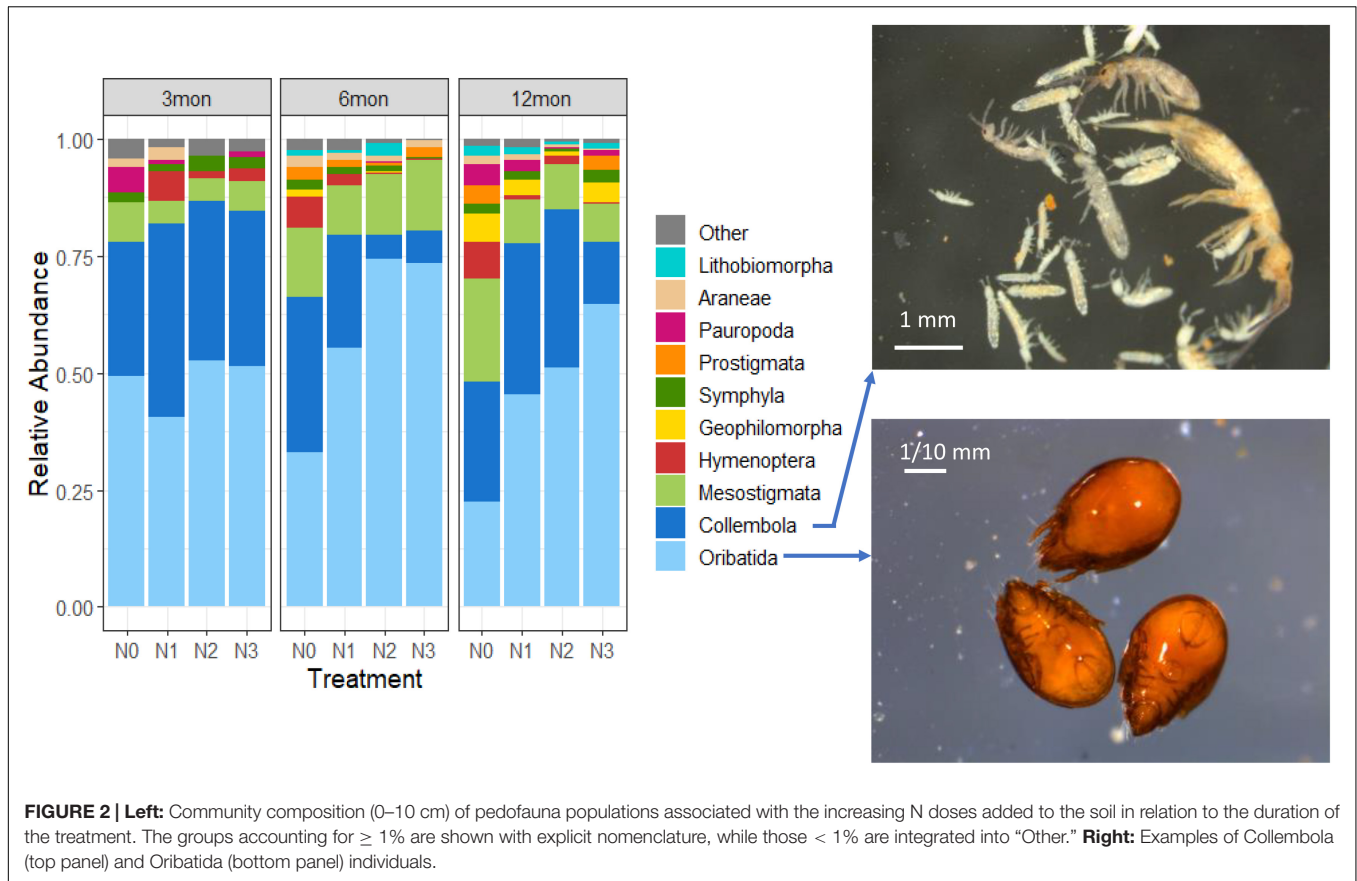 3mon 6mon 12mon
1.00
0.75
0.50
0.25
0.00
Relative Abundance
N0 N1 N2 N3 N0 N1 N2 N3 N0 N1 N2 N3
Treatment
Other
Lithobiomorpha
Araneae
Pauropoda
Prostigmata
Symphyla
Geophilomorpha
Hymenoptera
Mesostigmata
Collembola
Oribatida
1 mm
1/10 mm
FIGURE 2 | Left: Community composition (0–10 cm) of pedofauna populations associated with the increasing N doses added to the soil in relation to the duration of
the treatment. The groups accounting for ≥ 1% are shown with explicit nomenclature, while those < 1% are integrated into “Other.” Right: Examples of Collembola
(top panel) and Oribatida (bottom panel) individuals.